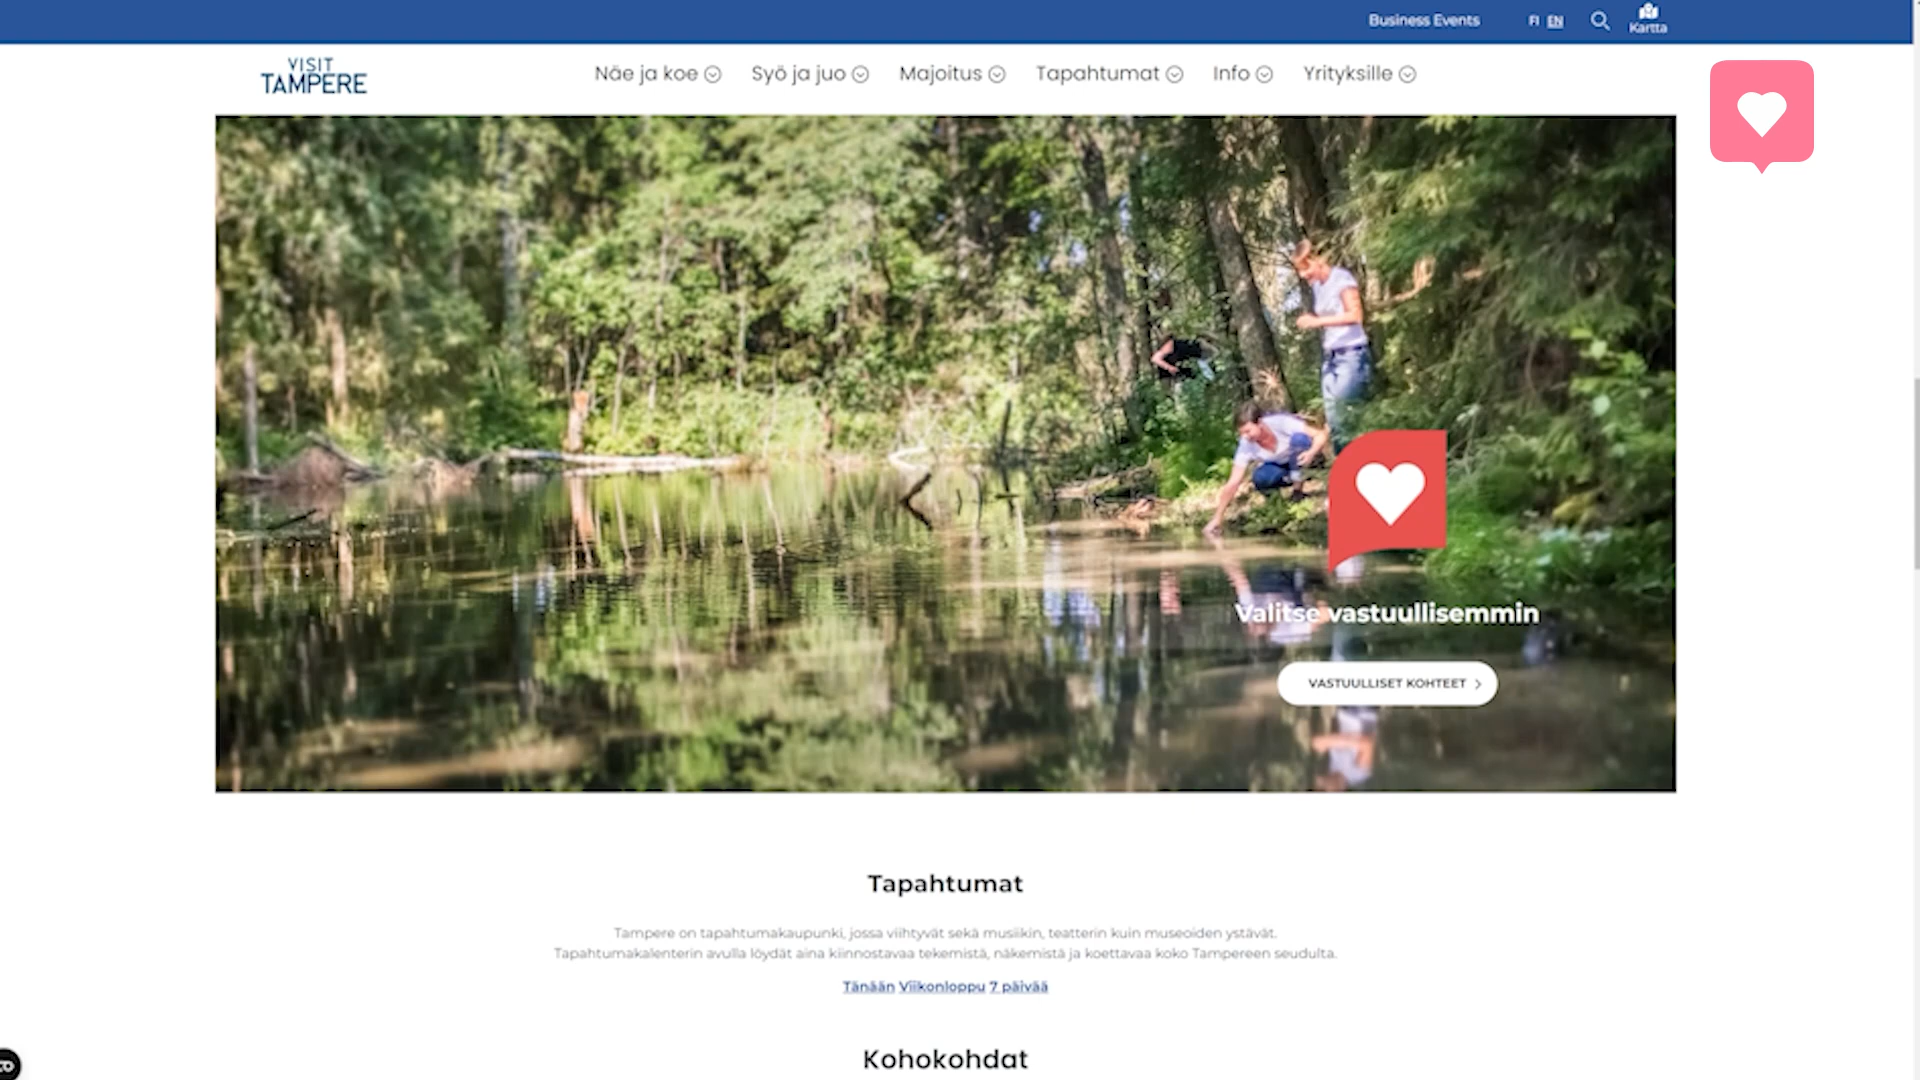 Business Events
FI EN
Kartta
VISIT
TAMPERE
Näe ja koe
Syö ja juo
Majoitus
Tapahtumat
Info
Yrityksille
Valitse vastuullisemmin
VASTUULLISET KOHTEET
Tapahtumat
Tampere on tapahtumakaupunki, jossa viihtyvät sekä musiikin, teatterin kuin museoiden ystävät.
Tapahtumakalenterin avulla löydät aina kiinnostavaa tekemistä, näkemistä ja koettavaa koko Tampereen seudulta.
Tänään Viikonloppu 7 päivää
Kohokohdat